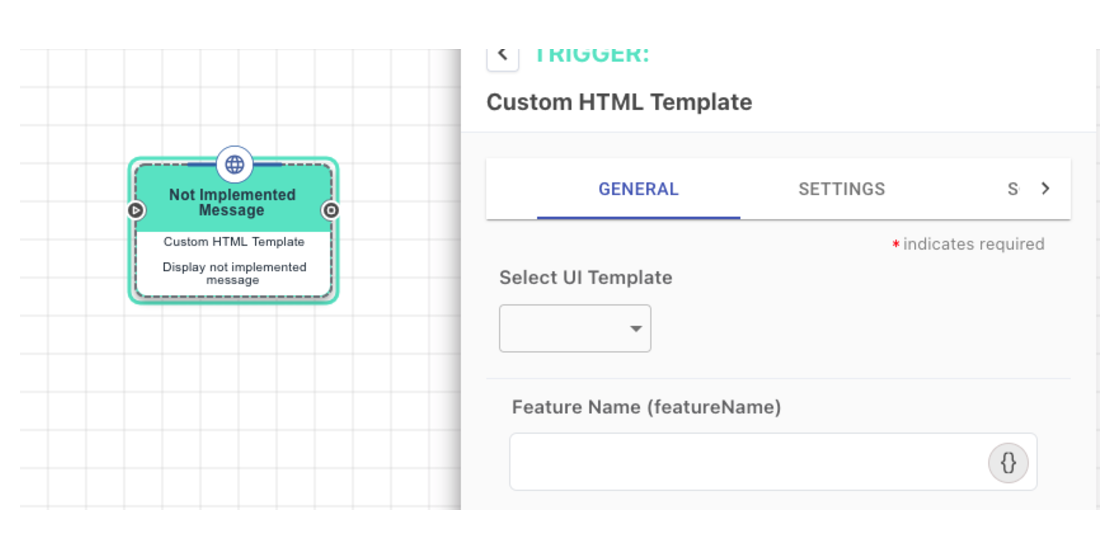 TRIGGER:
Custom HTML Template
GENERAL
SETTINGS
S
* indicates required
Select UI Template
Feature Name (featureName)
{}
Not Implemented
Message
Custom HTML Template
Display not implemented
message